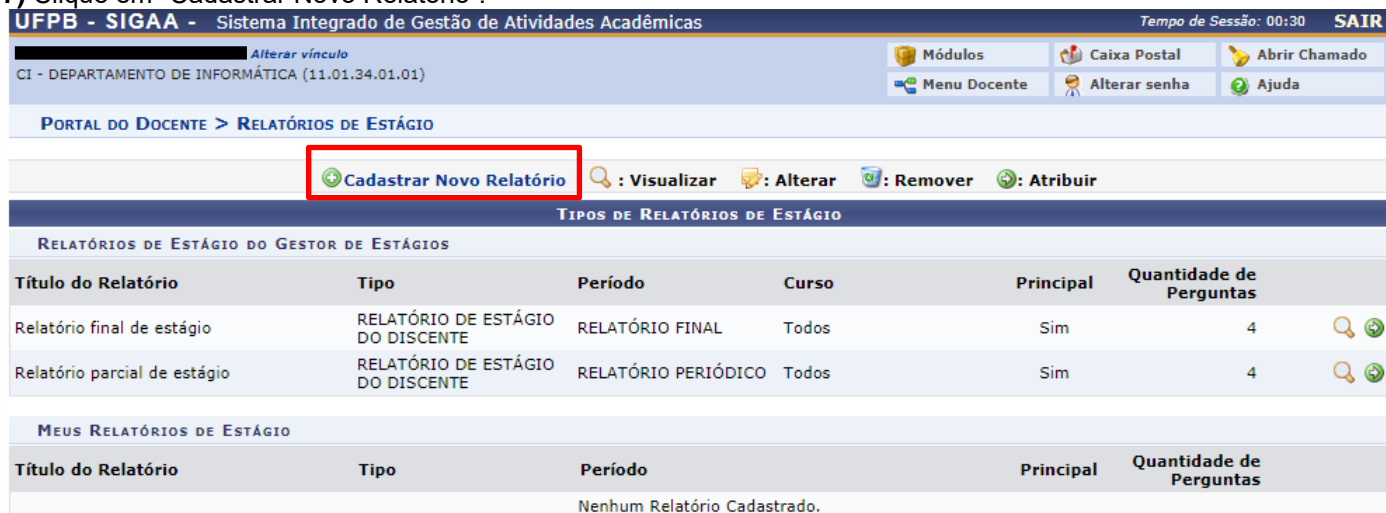 7) Clique em "Cadastrar Novo Relatório".
UFPB - SIGAA - Sistema Integrado de Gestão de Atividades Acadêmicas Tempo de Sessão: 00:30 SAIR
Alterar vínculo
CI - DEPARTAMENTO DE INFORMÁTICA (11.01.34.01.01)
Módulos Caixa Postal Abrir Chamado
Menu Docente Alterar senha Ajuda
PORTAL DO DOCENTE > RELATÓRIOS DE ESTÁGIO
Cadastrar Novo Relatório : Visualizar : Alterar : Remover : Atribuir
TIPOS DE RELATÓRIOS DE ESTÁGIO
RELATÓRIOS DE ESTÁGIO DO GESTOR DE ESTÁGIOS
Título do Relatório Tipo Período Curso Principal Quantidade de Perguntas
Relatório final de estágio RELATÓRIO DE ESTÁGIO DO DISCENTE RELATÓRIO FINAL Todos Sim 4
Relatório parcial de estágio RELATÓRIO DE ESTÁGIO DO DISCENTE RELATÓRIO PERIÓDICO Todos Sim 4
MEUS RELATÓRIOS DE ESTÁGIO
Título do Relatório Tipo Período Principal Quantidade de Perguntas
Nenhum Relatório Cadastrado.